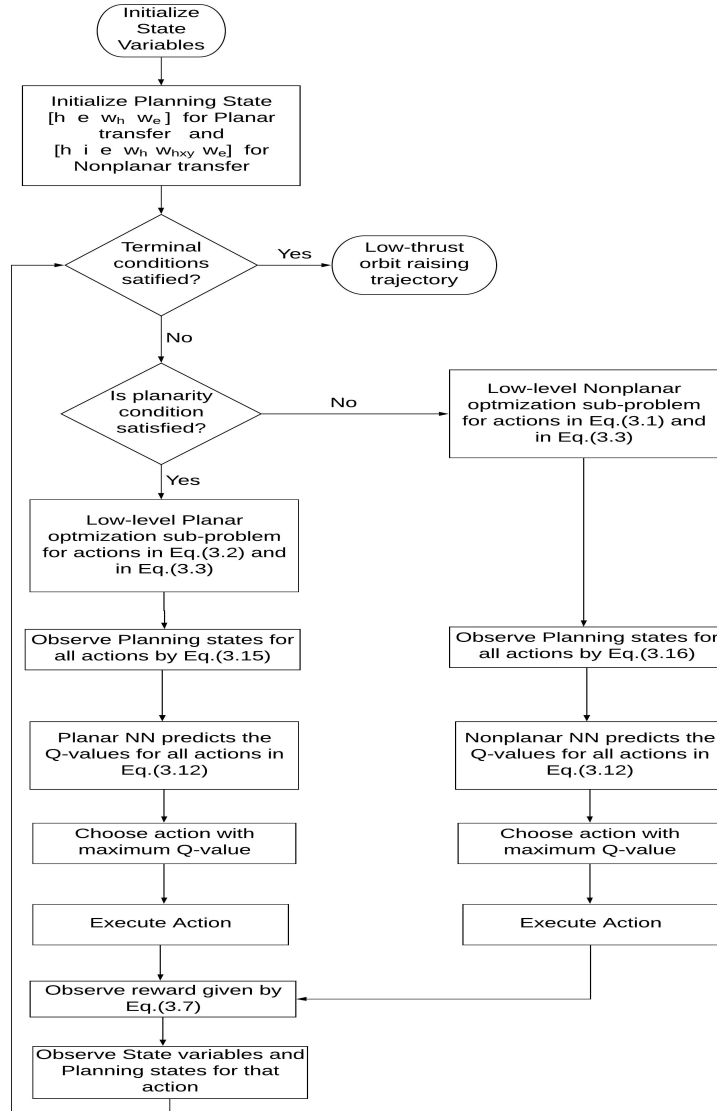 Initialize
State
Variables
Initialize Planning State
[h e wh we ] for Planar
transfer and
[h i e wh whxy we] for
Nonplanar transfer
Terminal
conditions
satified?
Yes
Low-thrust
orbit raising
trajectory
No
Is planarity
condition
satisfied?
No
Low-level Nonplanar
optmization sub-problem
for actions in Eq.(3.1) and
in Eq.(3.3)
Yes
Low-level Planar
optmization sub-problem
for actions in Eq.(3.2) and
in Eq.(3.3)
Observe Planning states for
all actions by Eq.(3.15)
Observe Planning states for
all actions by Eq.(3.16)
Planar NN predicts the
Q-values for all actions in
Eq.(3.12)
Nonplanar NN predicts the
Q-values for all actions in
Eq.(3.12)
Choose action with
maximum Q-value
Choose action with
maximum Q-value
Execute Action
Execute Action
Observe reward given by
Eq.(3.7)
Observe State variables and
Planning states for that
action